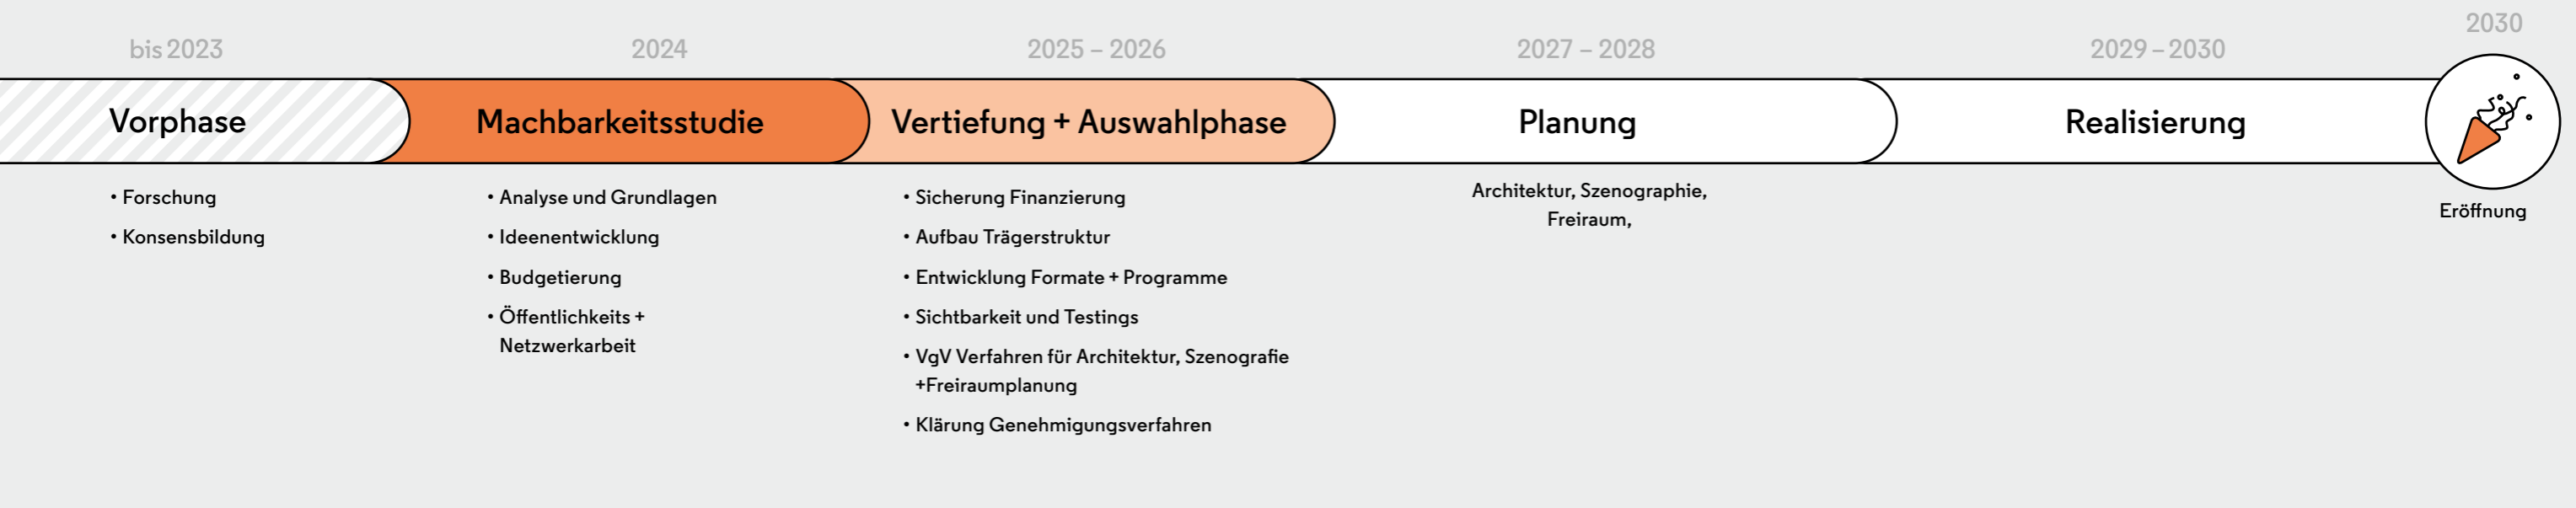 bis 2023
2024
2025 – 2026
2027 – 2028
2029 – 2030
2030
Vorphase
Machbarkeitsstudie
Vertiefung + Auswahlphase
Planung
Realisierung
• Forschung
• Konsensbildung
• Analyse und Grundlagen
• Ideenentwicklung
• Budgetierung
• Öffentlichkeits +
Netzwerkarbeit
• Sicherung Finanzierung
• Aufbau Trägerstruktur
• Entwicklung Formate + Programme
• Sichtbarkeit und Testings
• VgV Verfahren für Architektur, Szenografie
+Freiraumplanung
• Klärung Genehmigungsverfahren
Architektur, Szenographie,
Freiraum,
Eröffnung